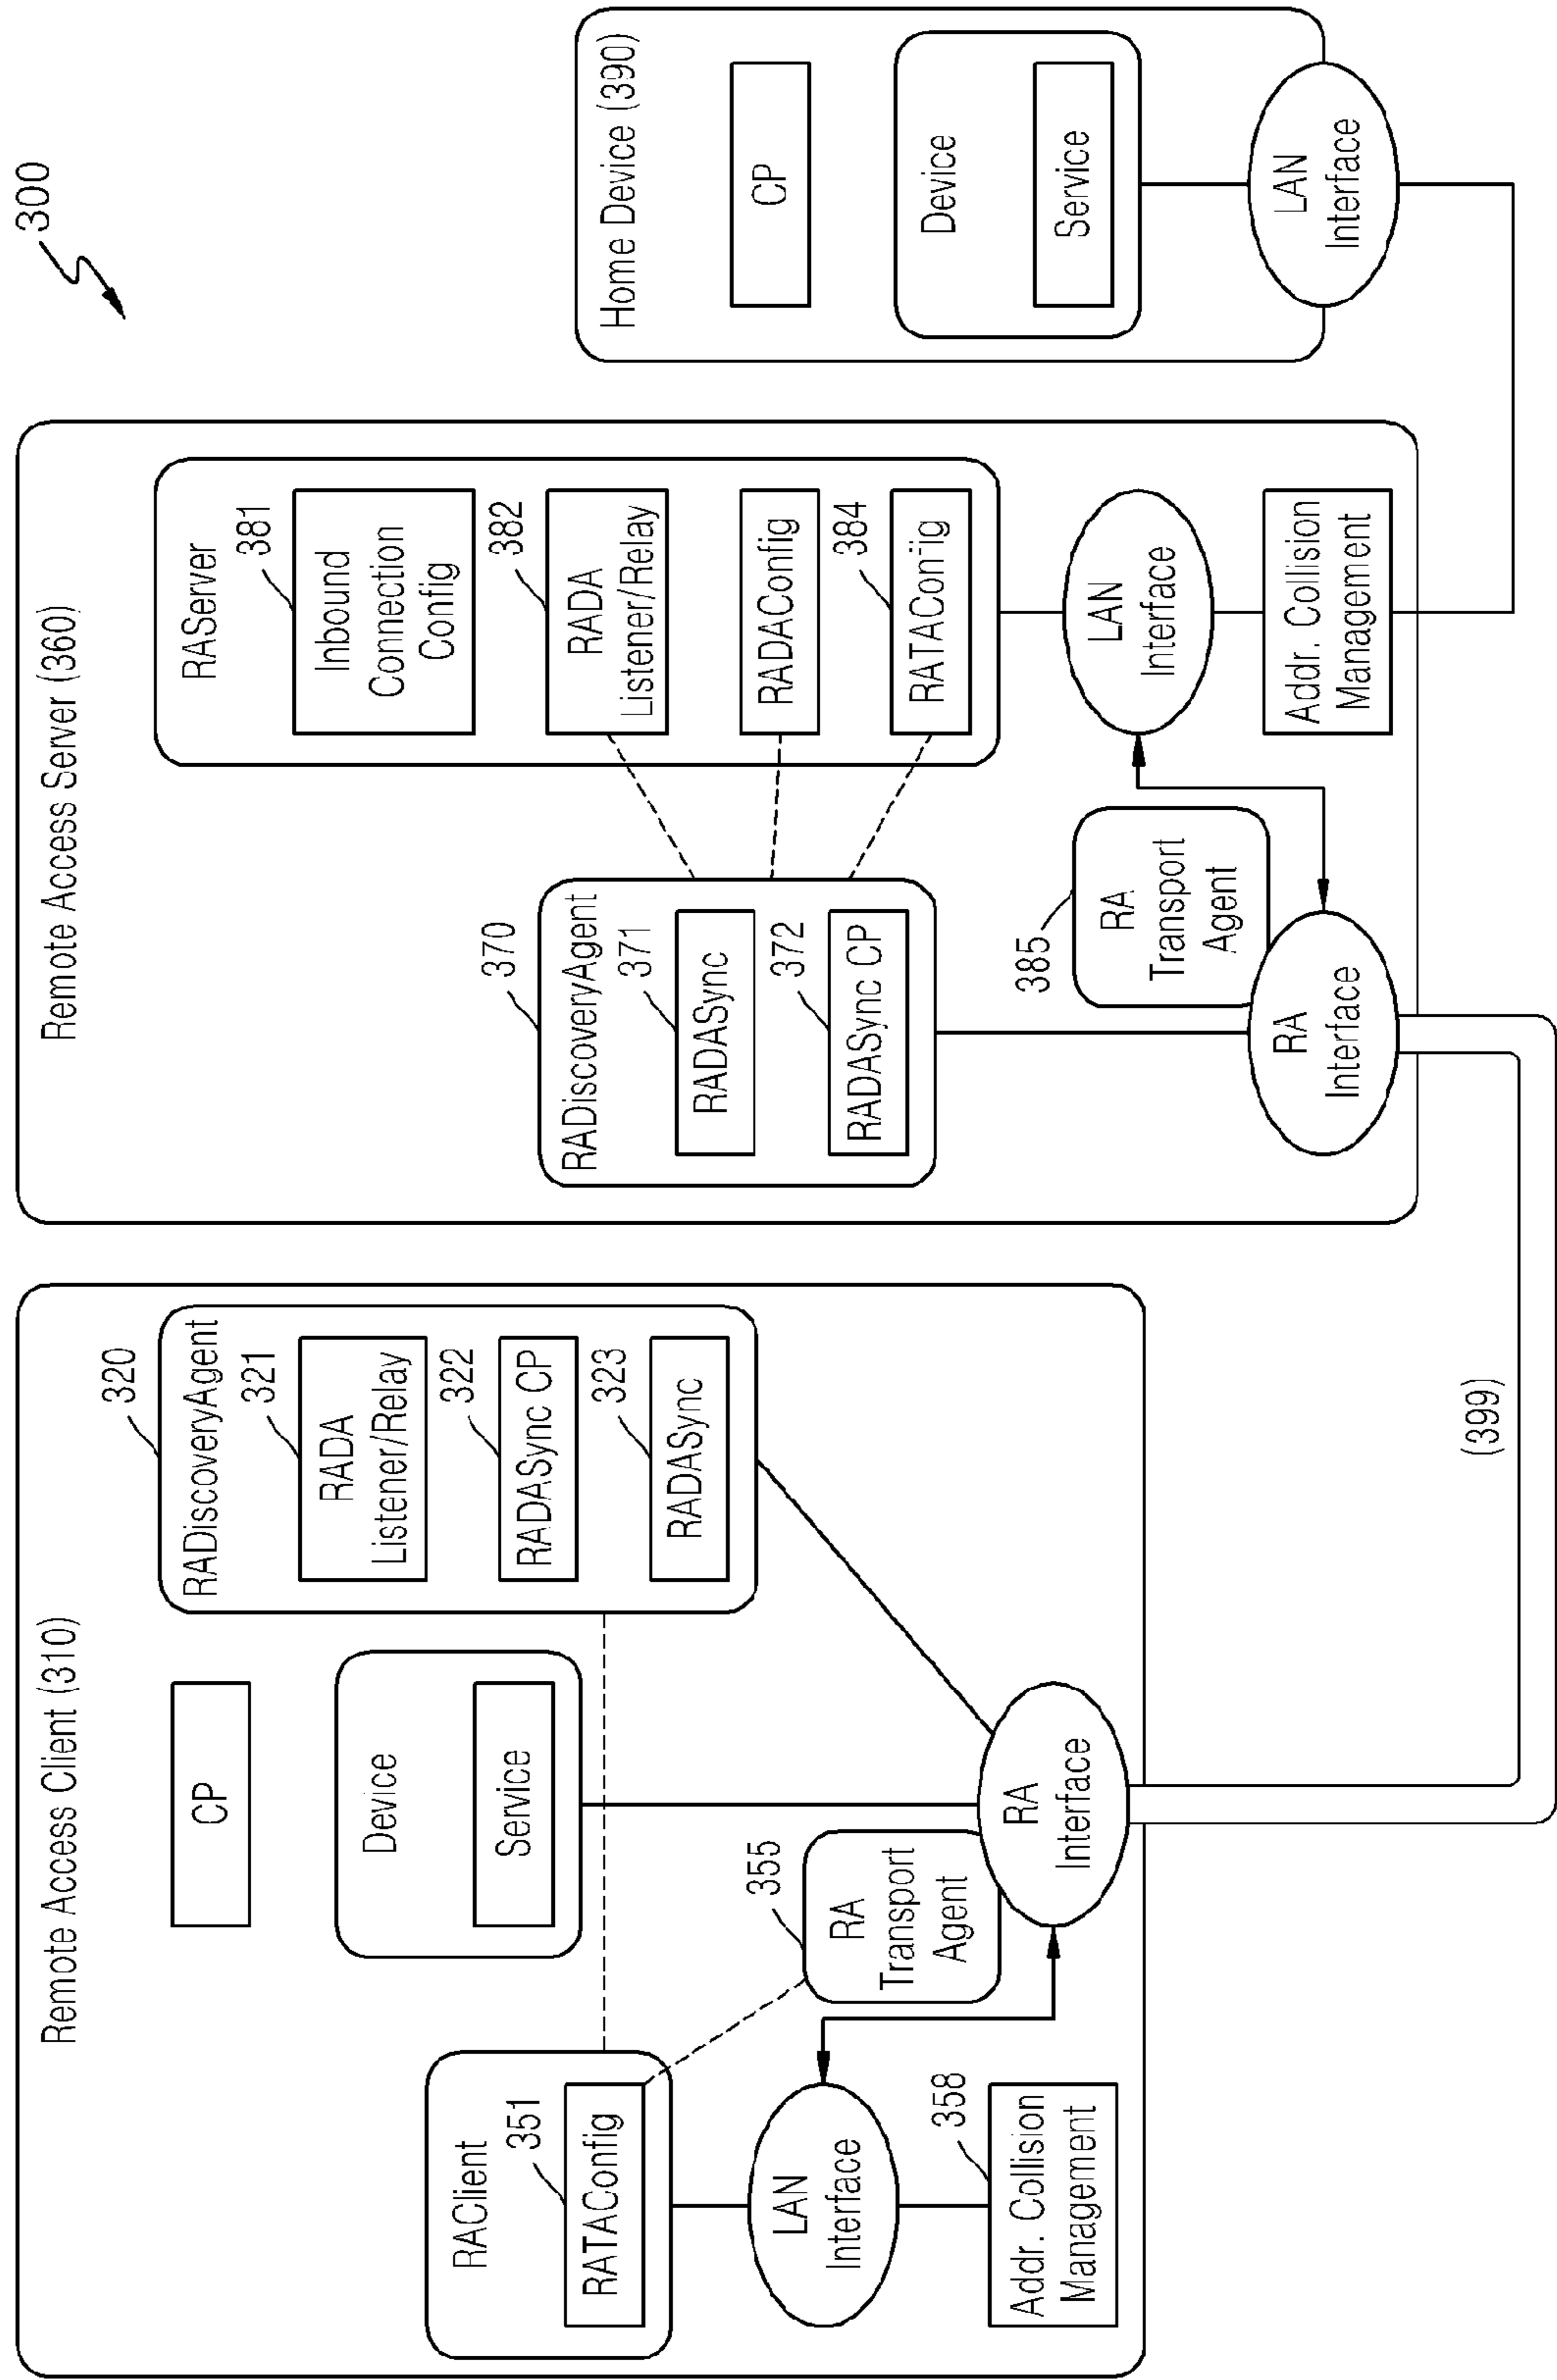 300
Remote Access Client (310)
CP
Device
Service
RAClient
351
RATAConfig
LAN
Interface
358
Addr. Collision
Management
355
RA
Transport
Agent
RA
Interface
320
RADiscoveryAgent
321
RADA
Listener/Relay
322
RADASync CP
323
RADASync
(399)
Remote Access Server (360)
370
RADiscoveryAgent
371
RADASync
372
RADASync CP
RAServer
381
Inbound
Connection
Config
382
RADA
Listener/Relay
RADAConfig
384
RATAConfig
385
RA
Transport
Agent
RA
Interface
LAN
Interface
Addr. Collision
Management
Home Device (390)
CP
Device
Service
LAN
Interface